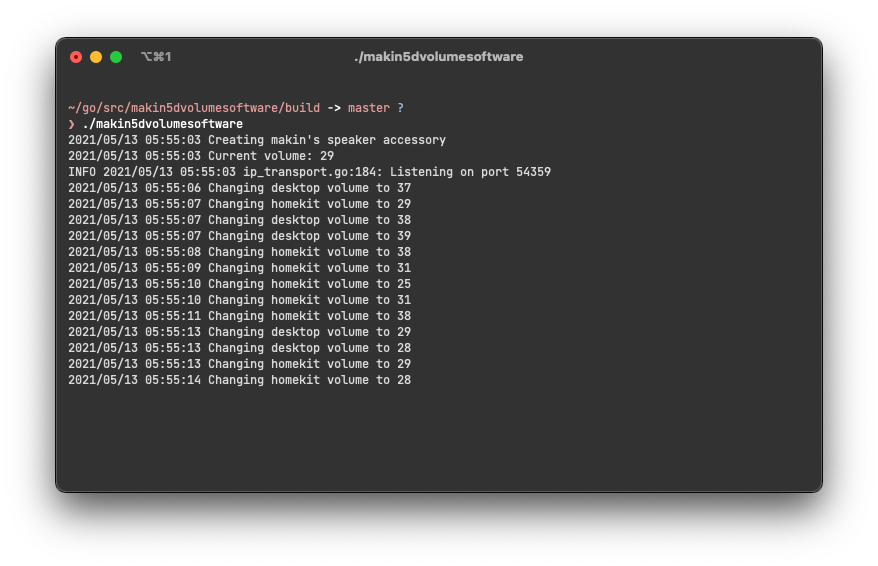 ⌥⌘1 ./makin5dvolumesoftware
~/go/src/makin5dvolumesoftware/build -> master ?
❯ ./makin5dvolumesoftware
2021/05/13 05:55:03 Creating makin's speaker accessory
2021/05/13 05:55:03 Current volume: 29
INFO 2021/05/13 05:55:03 ip_transport.go:184: Listening on port 54359
2021/05/13 05:55:06 Changing desktop volume to 37
2021/05/13 05:55:07 Changing homekit volume to 29
2021/05/13 05:55:07 Changing desktop volume to 38
2021/05/13 05:55:07 Changing desktop volume to 39
2021/05/13 05:55:08 Changing homekit volume to 38
2021/05/13 05:55:09 Changing homekit volume to 31
2021/05/13 05:55:10 Changing homekit volume to 25
2021/05/13 05:55:10 Changing homekit volume to 31
2021/05/13 05:55:11 Changing homekit volume to 38
2021/05/13 05:55:13 Changing desktop volume to 29
2021/05/13 05:55:13 Changing desktop volume to 28
2021/05/13 05:55:13 Changing homekit volume to 29
2021/05/13 05:55:14 Changing homekit volume to 28